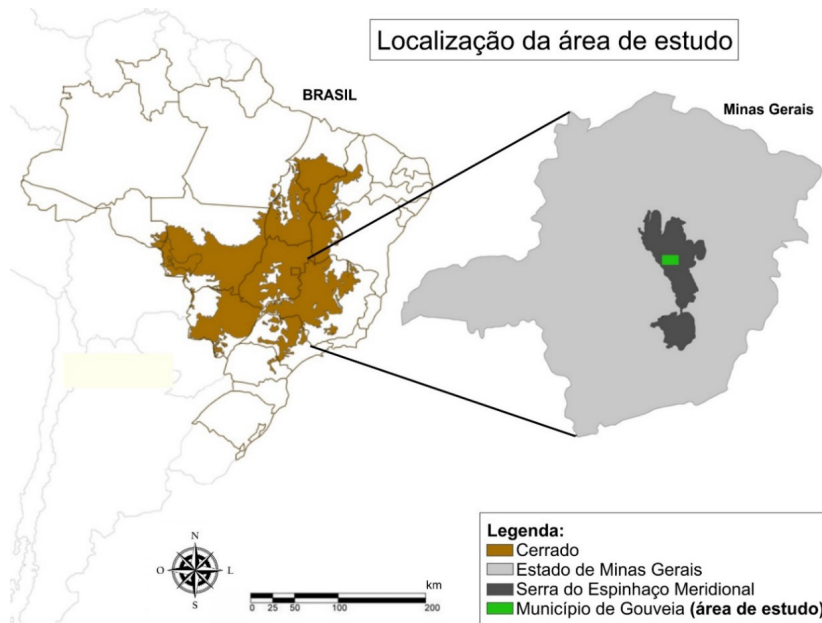 Localização da área de estudo
BRASIL
Minas Gerais
N
O L
S
km
0 25 50 100 200
Legenda:
Cerrado
Estado de Minas Gerais
Serra do Espinhaço Meridional
Município de Gouveia (área de estudo)